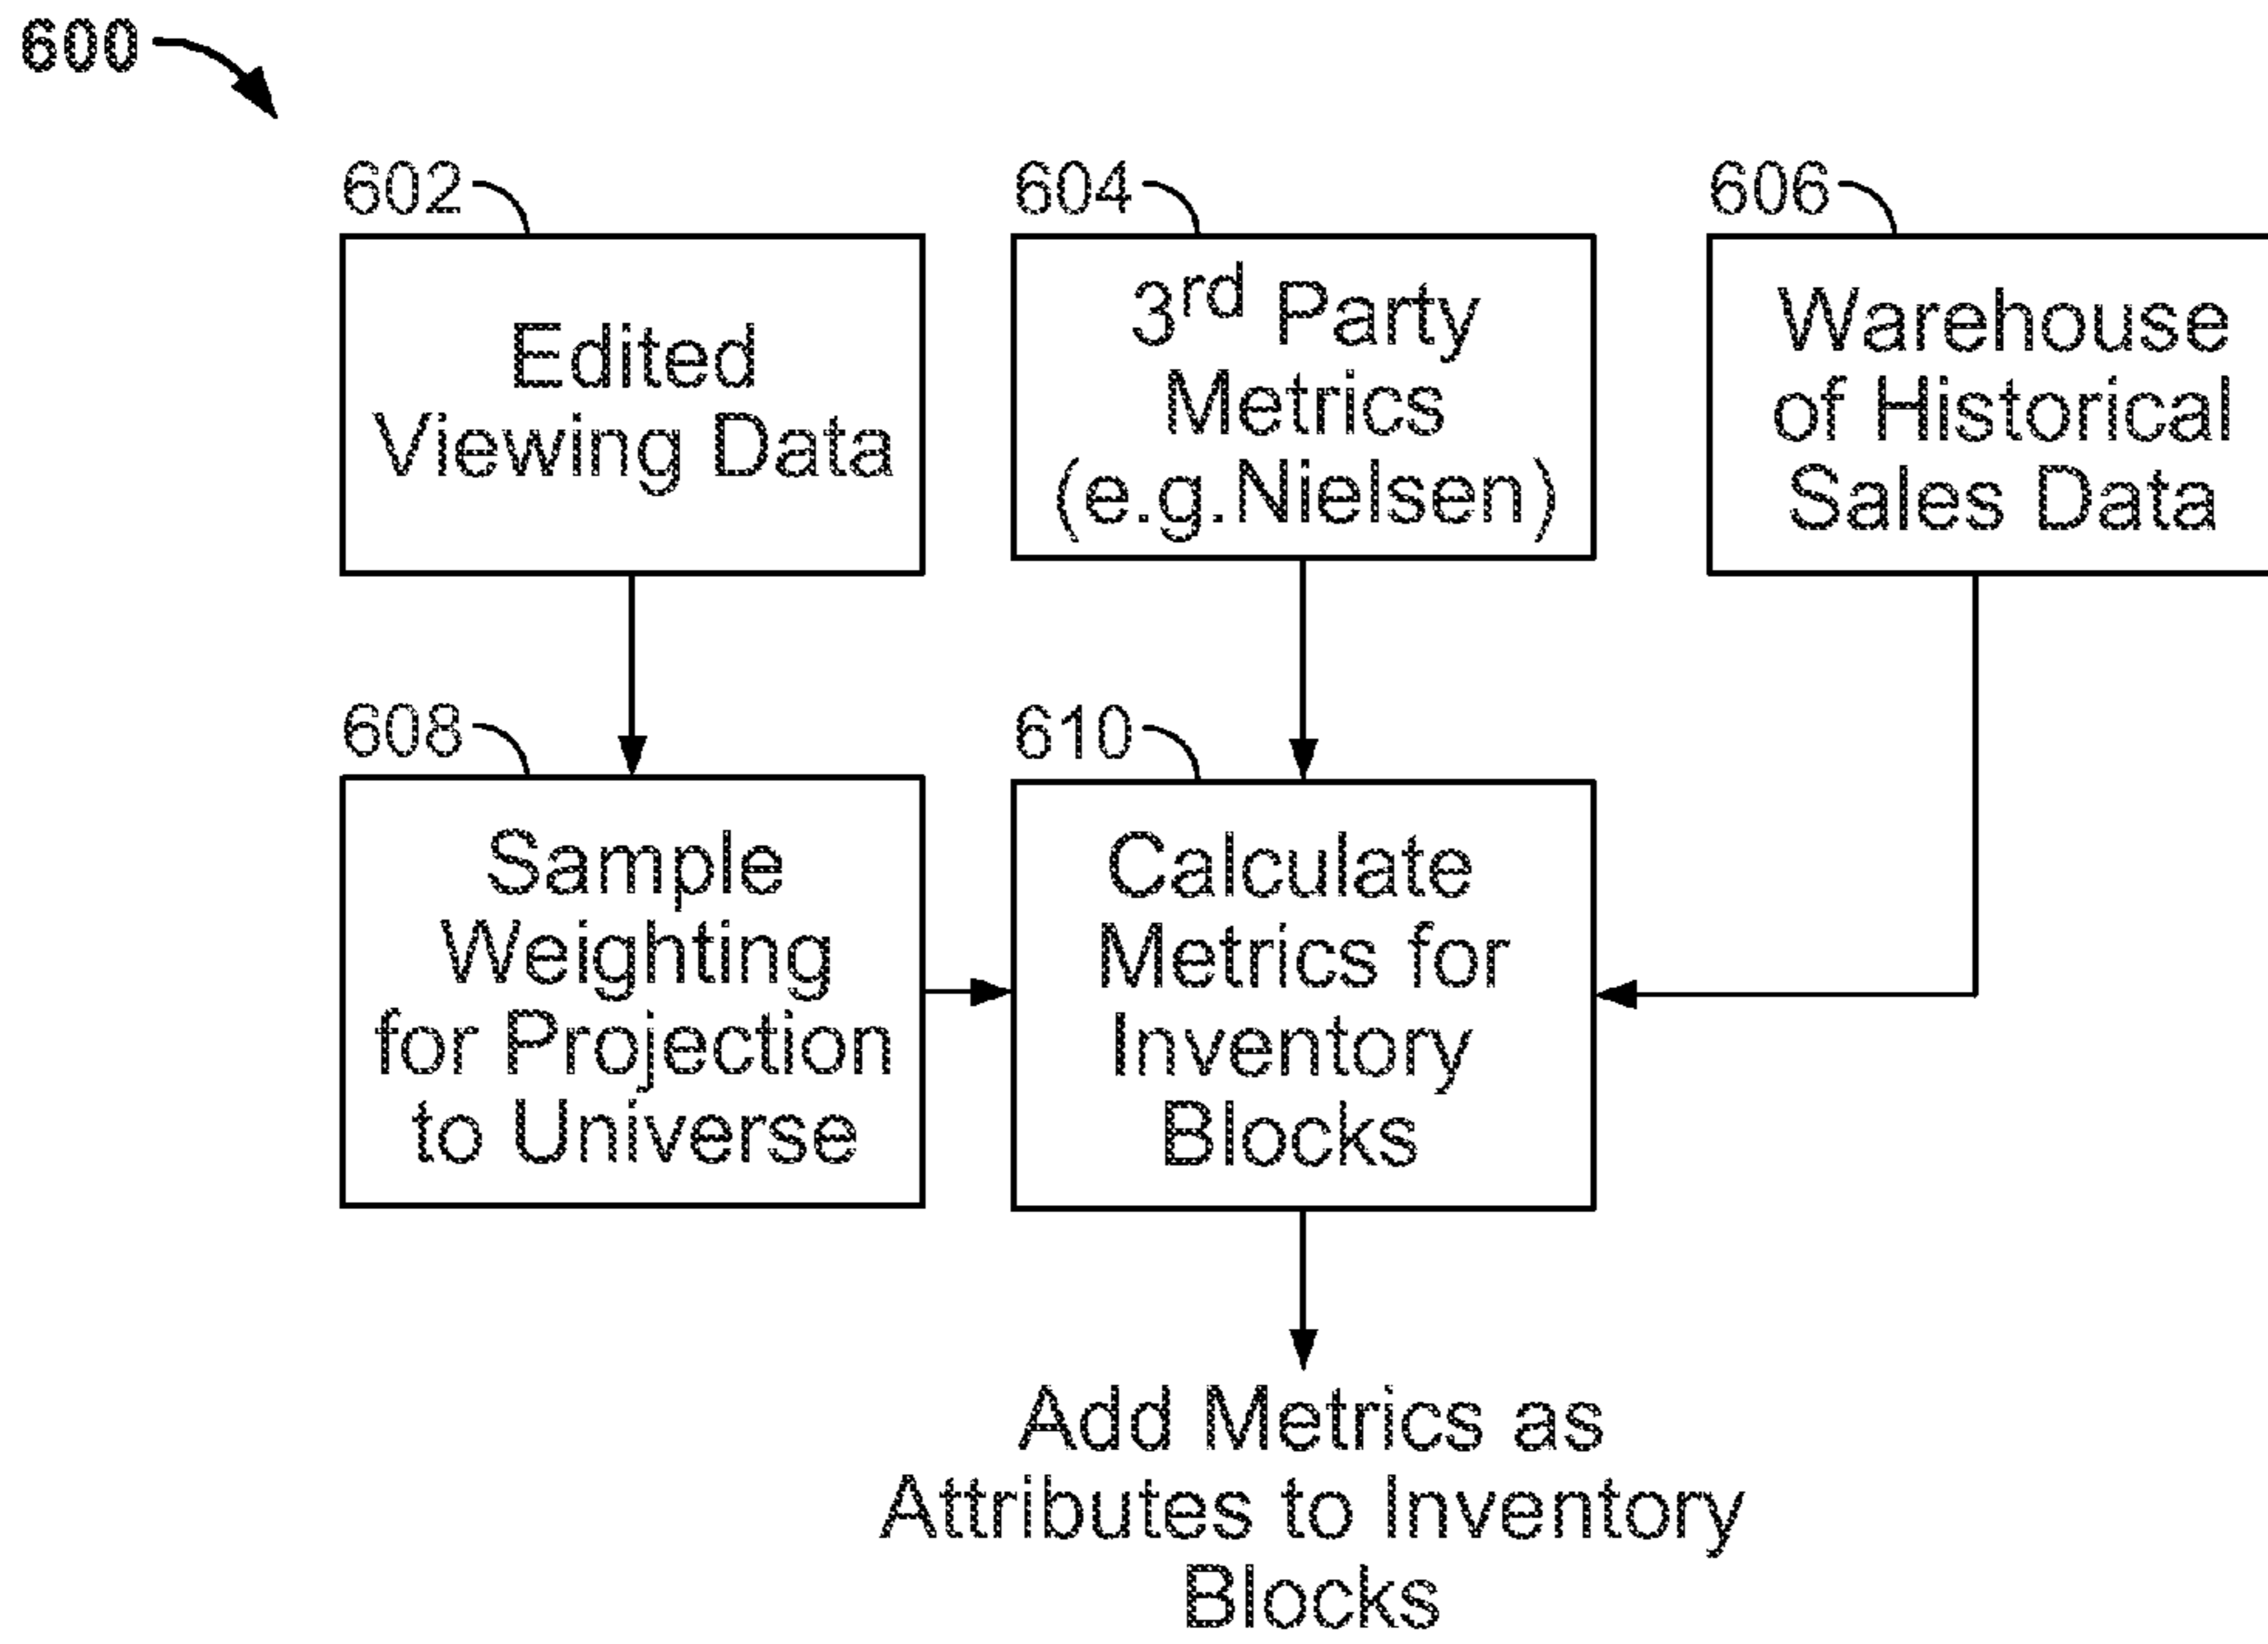 600
602
Edited
Viewing Data
604
3rd Party
Metrics
(e.g.Nielsen)
606
Warehouse
of Historical
Sales Data
608
Sample
Weighting
for Projection
to Universe
610
Calculate
Metrics for
Inventory
Blocks
Add Metrics as
Attributes to Inventory
Blocks